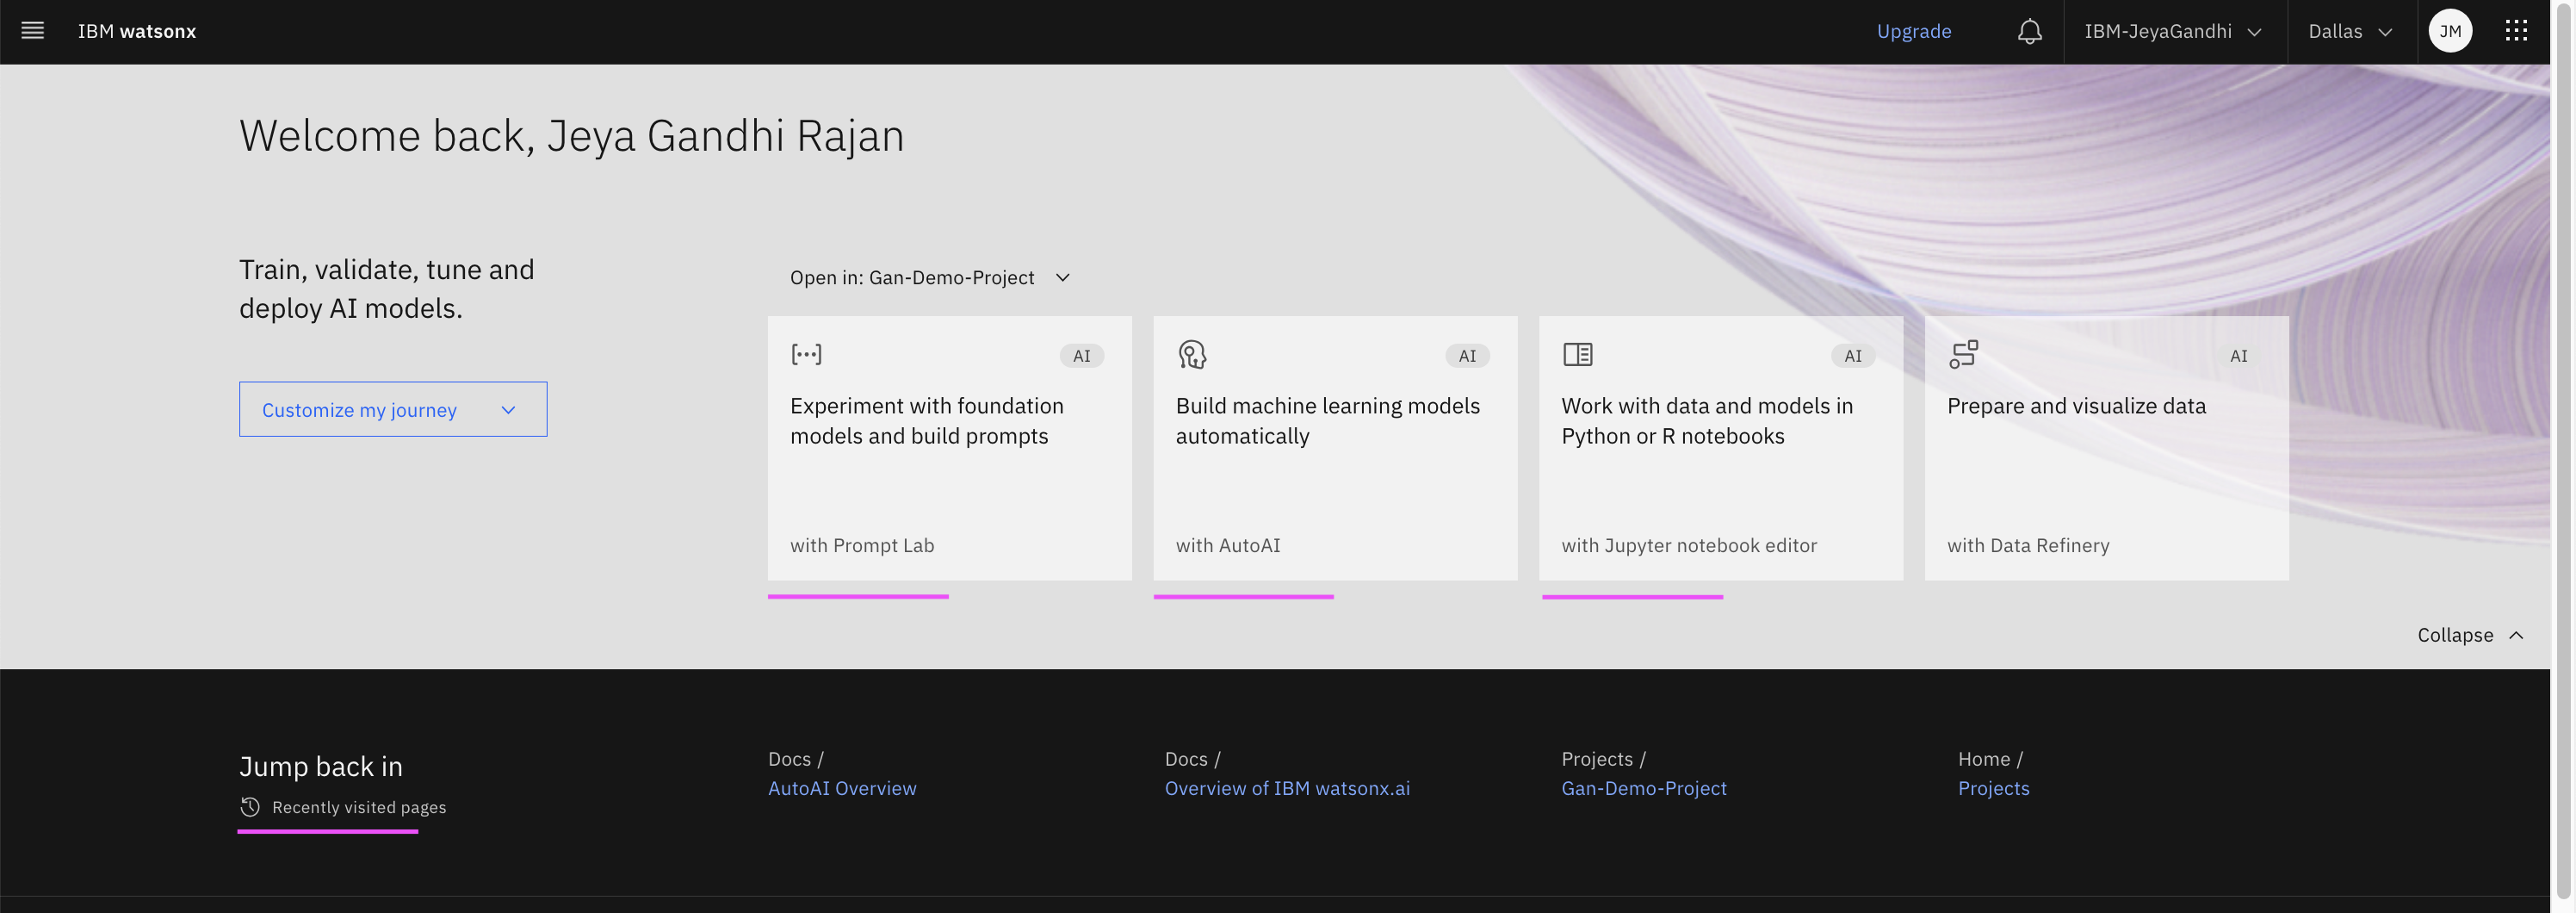 IBM watsonx
Upgrade
IBM-JeyaGandhi
Dallas
JM
Welcome back, Jeya Gandhi Rajan
Train, validate, tune and
deploy AI models.
Customize my journey
Open in: Gan-Demo-Project
AI
Experiment with foundation
models and build prompts
with Prompt Lab
AI
Build machine learning models
automatically
with AutoAI
AI
Work with data and models in
Python or R notebooks
with Jupyter notebook editor
AI
Prepare and visualize data
with Data Refinery
Collapse
Jump back in
Recently visited pages
Docs /
AutoAI Overview
Docs /
Overview of IBM watsonx.ai
Projects /
Gan-Demo-Project
Home /
Projects